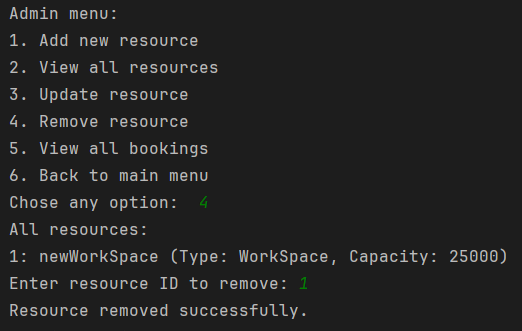 Admin menu:
1. Add new resource
2. View all resources
3. Update resource
4. Remove resource
5. View all bookings
6. Back to main menu
Chose any option:  4
All resources:
1: newWorkSpace (Type: WorkSpace, Capacity: 25000)
Enter resource ID to remove: 1
Resource removed successfully.